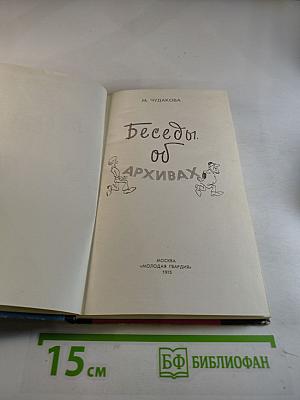 М. ЧУДАКОВА
Беседы
об
АРХИВАХ
МОСКВА
«МОЛОДАЯ ГВАРДИЯ»
1975
15 см
БФ БИБЛИОФАН